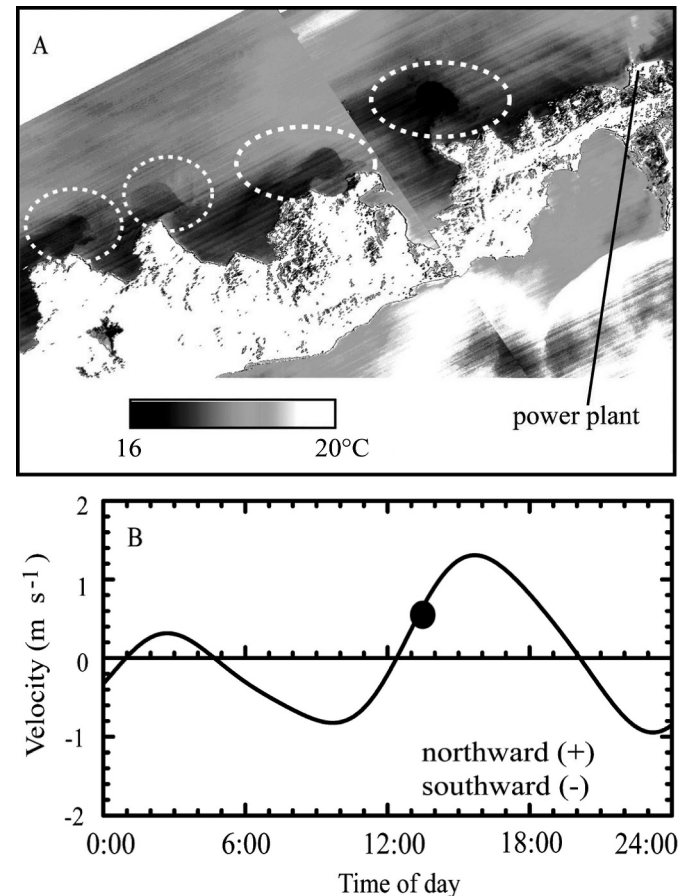 A
16
20°C
power plant
2
1
0
-1
-2
B
Velocity (m s⁻¹)
northward (+)
southward (-)
0:00
6:00
12:00
18:00
24:00
Time of day